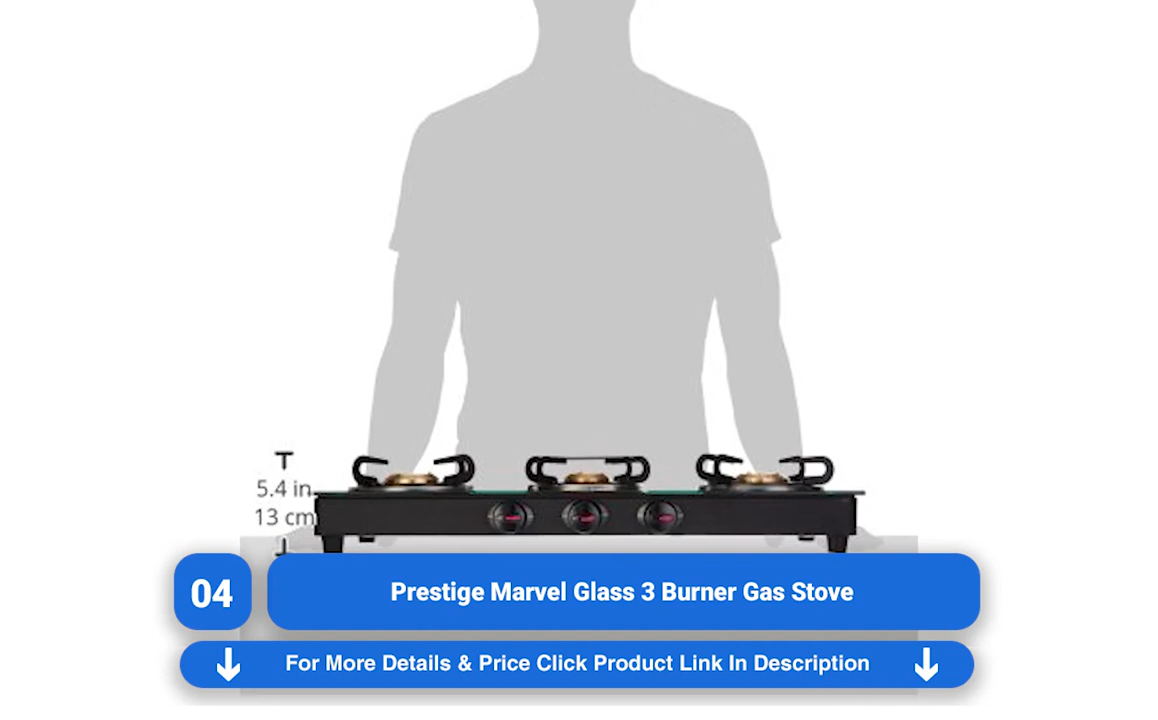 5.4 in
13 cm
04
Prestige Marvel Glass 3 Burner Gas Stove
For More Details & Price Click Product Link In Description